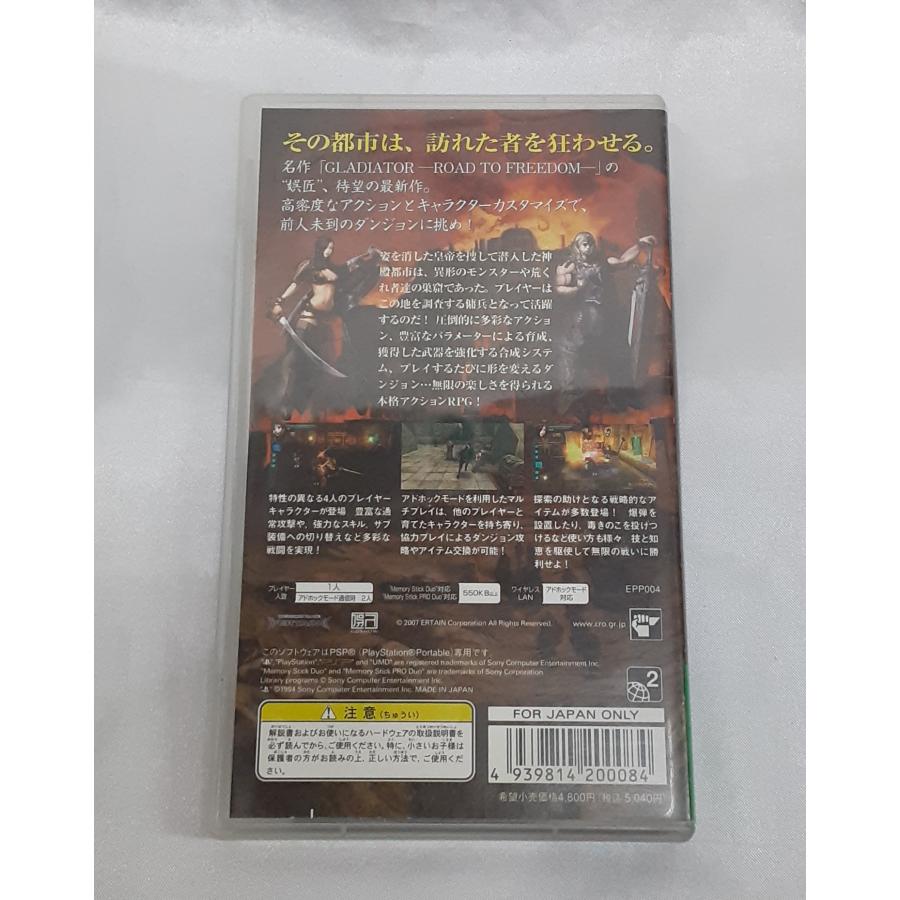 その都市は、訪れた者を狂わせる。
名作「GLADIATOR —ROAD TO FREEDOM—」の
“娯匠”、待望の最新作。
高密度なアクションとキャラクターカスタマイズで、
前人未到のダンジョンに挑め！
姿を消した皇帝を捜して潜入した神
殿都市は、異形のモンスターや荒く
れ者達の巣窟であった。プレイヤーは
この地を調査する傭兵となって活躍
するのだ！ 圧倒的に多彩なアクショ
ン、豊富なパラメーターによる育成、
獲得した武器を強化する合成システ
ム、プレイするたびに形を変えるダ
ンジョン…無限の楽しさを得られる
本格アクションRPG！
特性の異なる4人のプレイヤー
キャラクターが登場 豊富な通
常攻撃や、強力なスキル、サブ
装備への切り替えなど多彩な
戦闘を実現！
アドホックモードを利用したマル
チプレイは、他のプレイヤーと
育てたキャラクターを持ち寄り、
協力プレイによるダンジョン攻
略やアイテム交換が可能！
探索の助けとなる戦略的なア
イテムが多数登場！ 爆弾を
設置したり、毒きのこを投げつ
けるなど使い方も様々 技と知
恵を駆使して無限の戦いに勝
利せよ！
プレイヤー人数 1人 アドホックモード通信時 2人
"Memory Stick Duo"対応 "Memory Stick PRO Duo"対応 550KB以上
ワイヤレスLAN アドホックモード対応
EPP004
ERTAIN
© 2007 ERTAIN Corporation All Rights Reserved.
www.cro.gr.jp
このソフトウェアはPSP®（PlayStation®Portable）専用です。
"PlayStation" and "UMD" are registered trademarks of Sony Computer Entertainment Inc.
"Memory Stick Duo" and "Memory Stick PRO Duo" are trademarks of Sony Corporation
Library programs © Sony Computer Entertainment Inc.
©1994 Sony Computer Entertainment Inc. MADE IN JAPAN
2
注意（ちゅうい）
解説書およびお使いになるハードウェアの取扱説明書を
必ず読んでから、ご使用ください。特に、小さいお子様は
保護者の方がお読みの上、正しい方法で、ご使用くだ
さい。
FOR JAPAN ONLY
4 939814 200084
希望小売価格4,800円（税込 5,040円）